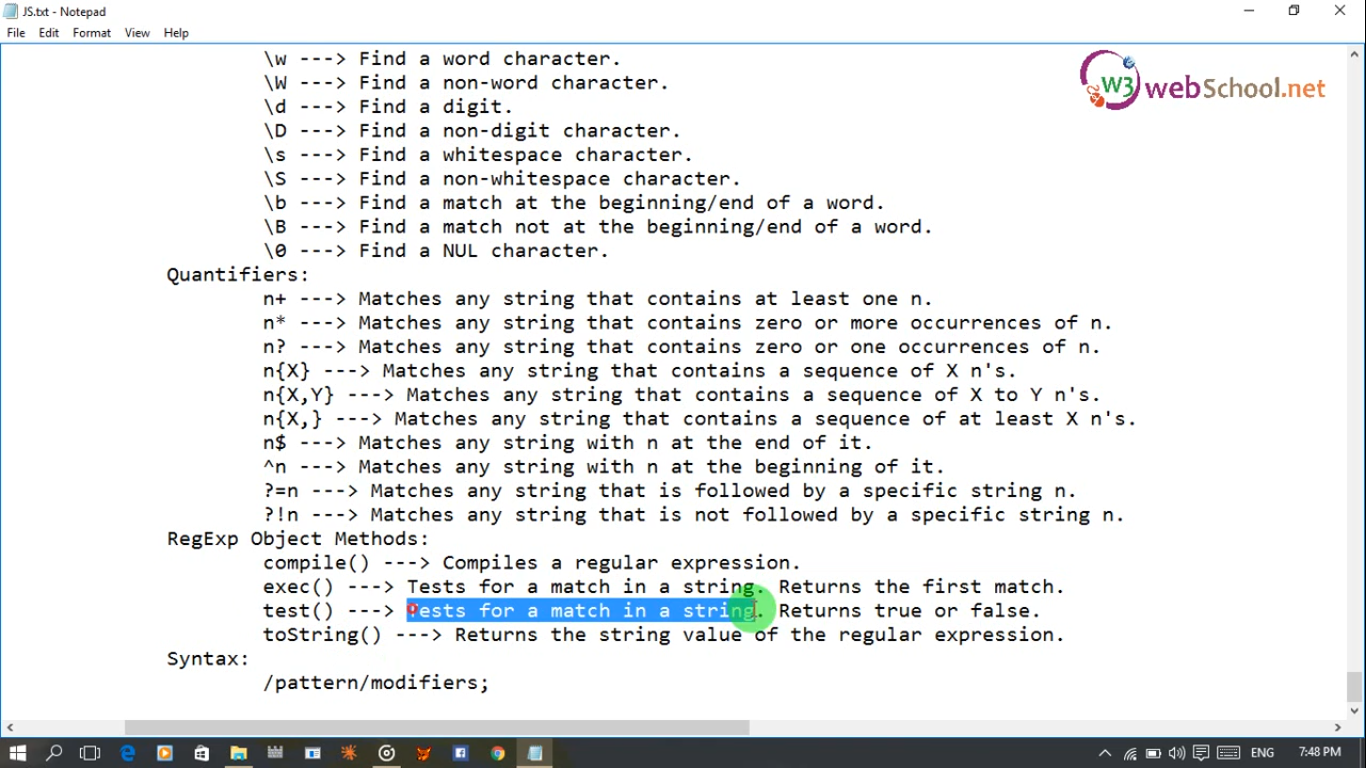 JS.txt - Notepad
File Edit Format View Help
W3 webSchool.net
\w ---> Find a word character.
\W ---> Find a non-word character.
\d ---> Find a digit.
\D ---> Find a non-digit character.
\s ---> Find a whitespace character.
\S ---> Find a non-whitespace character.
\b ---> Find a match at the beginning/end of a word.
\B ---> Find a match not at the beginning/end of a word.
\0 ---> Find a NUL character.
Quantifiers:
n+ ---> Matches any string that contains at least one n.
n* ---> Matches any string that contains zero or more occurrences of n.
n? ---> Matches any string that contains zero or one occurrences of n.
n{X} ---> Matches any string that contains a sequence of X n's.
n{X,Y} ---> Matches any string that contains a sequence of X to Y n's.
n{X,} ---> Matches any string that contains a sequence of at least X n's.
n$ ---> Matches any string with n at the end of it.
^n ---> Matches any string with n at the beginning of it.
?=n ---> Matches any string that is followed by a specific string n.
?!n ---> Matches any string that is not followed by a specific string n.
RegExp Object Methods:
compile() ---> Compiles a regular expression.
exec() ---> Tests for a match in a string. Returns the first match.
test() ---> Tests for a match in a string. Returns true or false.
toString() ---> Returns the string value of the regular expression.
Syntax:
/pattern/modifiers;
ENG 7:48 PM